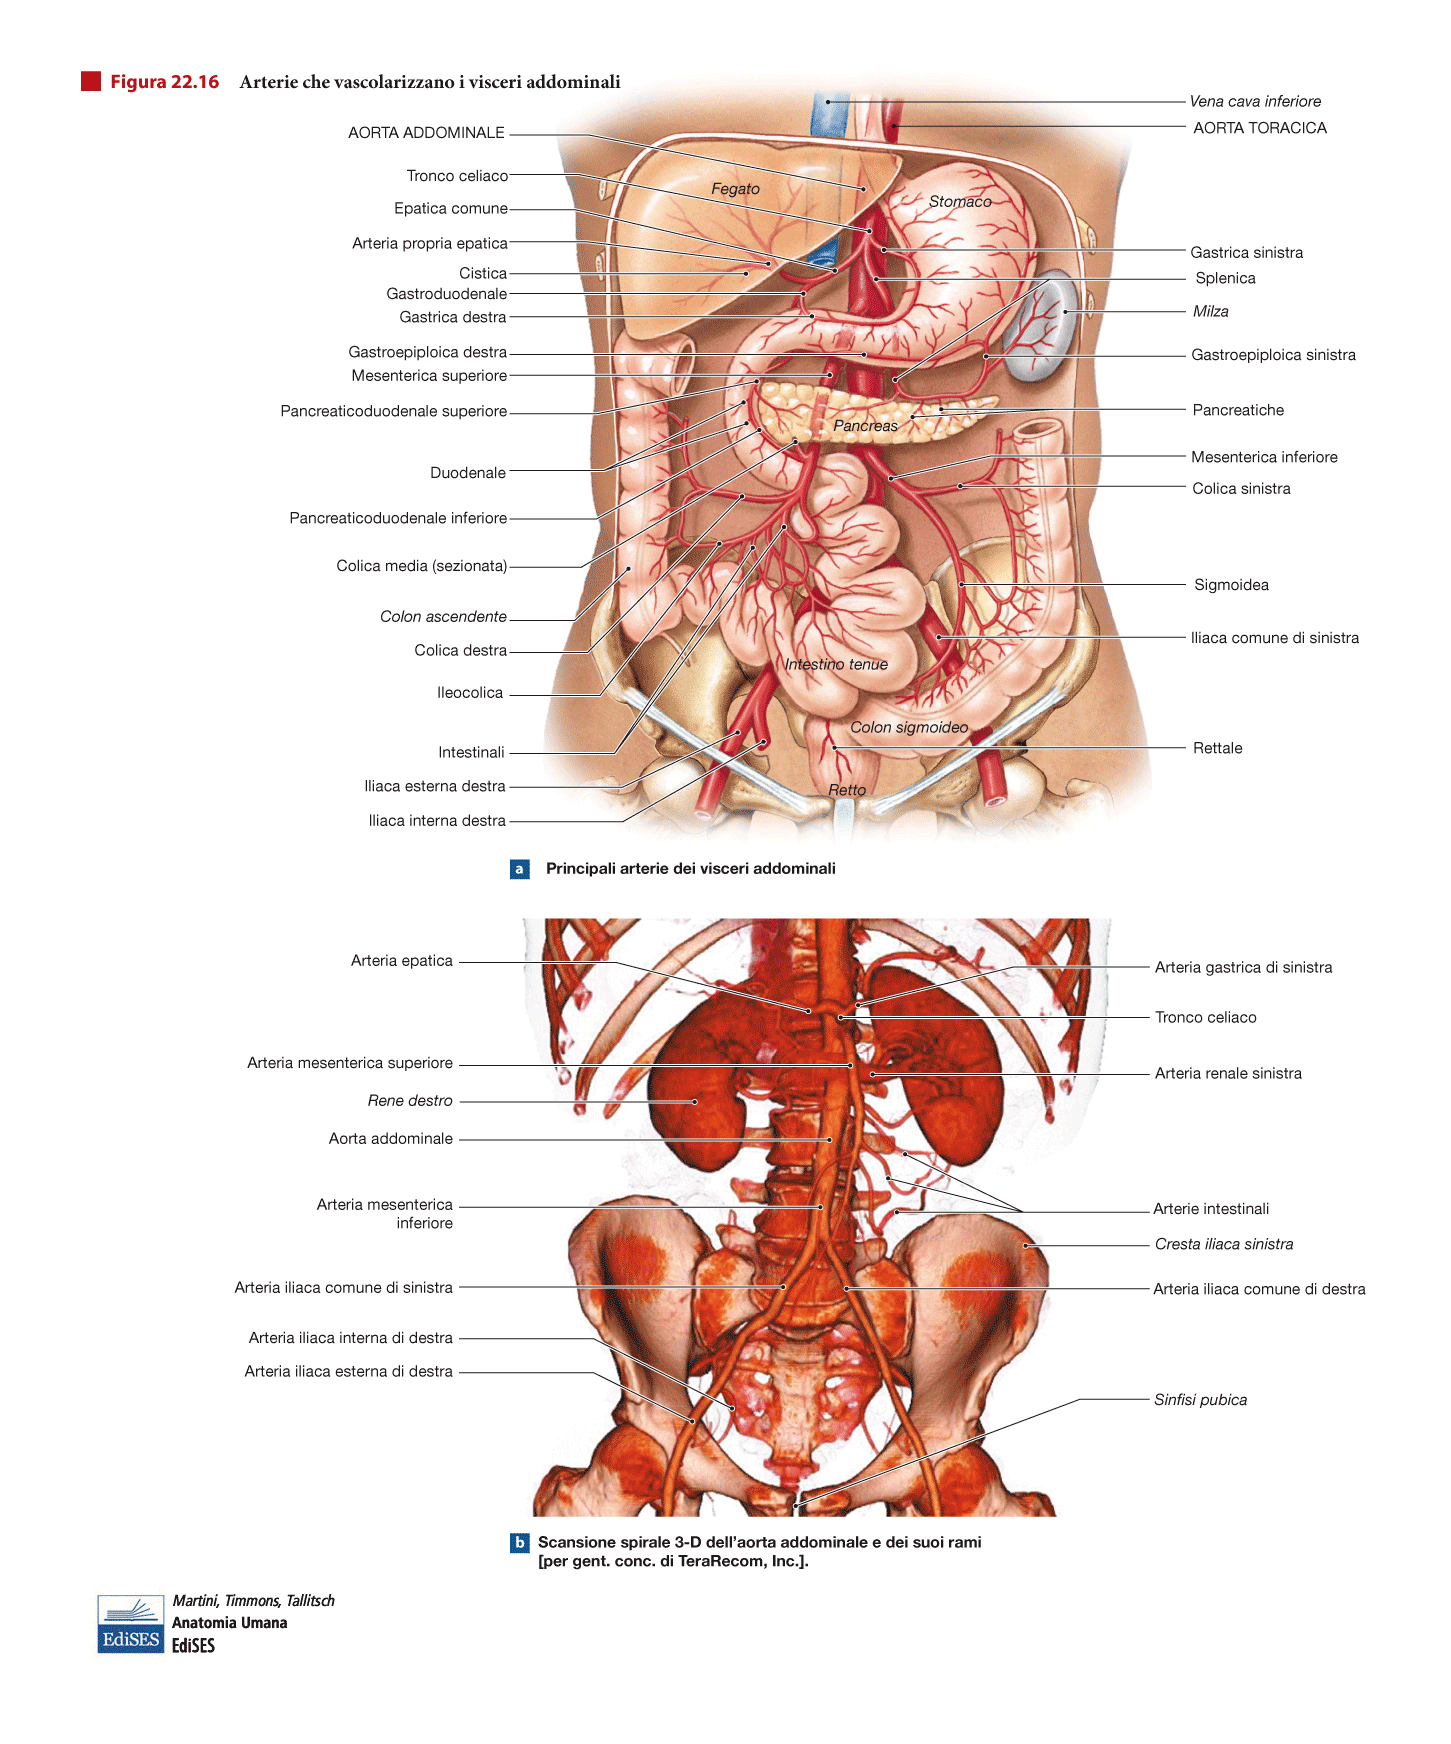 Figura 22.16 Arterie che vascolarizzano i visceri addominali
AORTA ADDOMINALE
Tronco celiaco
Epatica comune
Arteria propria epatica
Cistica
Gastroduodenale
Gastrica destra
Gastroepiploica destra
Mesenterica superiore
Pancreaticoduodenale superiore
Duodenale
Pancreaticoduodenale inferiore
Colica media (sezionata)
Colon ascendente
Colica destra
Ileocolica
Intestinali
Iliaca esterna destra
Iliaca interna destra
Fegato
Stomaco
Pancreas
Intestino tenue
Colon sigmoideo
Retto
Vena cava inferiore
AORTA TORACICA
Gastrica sinistra
Splenica
Milza
Gastroepiploica sinistra
Pancreatiche
Mesenterica inferiore
Colica sinistra
Sigmoidea
Iliaca comune di sinistra
Rettale
a Principali arterie dei visceri addominali
Arteria epatica
Arteria mesenterica superiore
Rene destro
Aorta addominale
Arteria mesenterica
inferiore
Arteria iliaca comune di sinistra
Arteria iliaca interna di destra
Arteria iliaca esterna di destra
Arteria gastrica di sinistra
Tronco celiaco
Arteria renale sinistra
Arterie intestinali
Cresta iliaca sinistra
Arteria iliaca comune di destra
Sinfisi pubica
b Scansione spirale 3-D dell'aorta addominale e dei suoi rami
[per gent. conc. di TeraRecom, Inc.].
EdiSES
Martini, Timmons, Tallitsch
Anatomia Umana
EdiSES